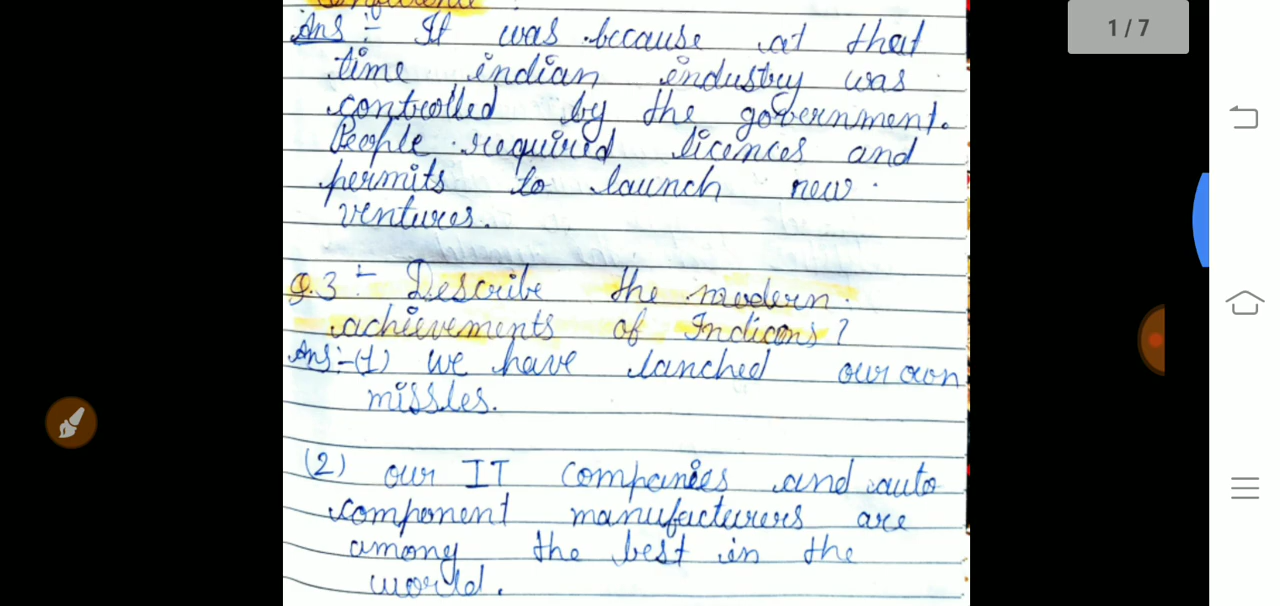 1 / 7
Ans :- It was because at that
time indian industry was
controlled by the government.
People required licences and
permits to launch new
ventures.
Q.3 :- Describe the modern
achievements of Indians?
Ans:-(1) we have lanched our own
missles.
(2) our IT companies and auto
component manufacturers are
among the best in the
world.